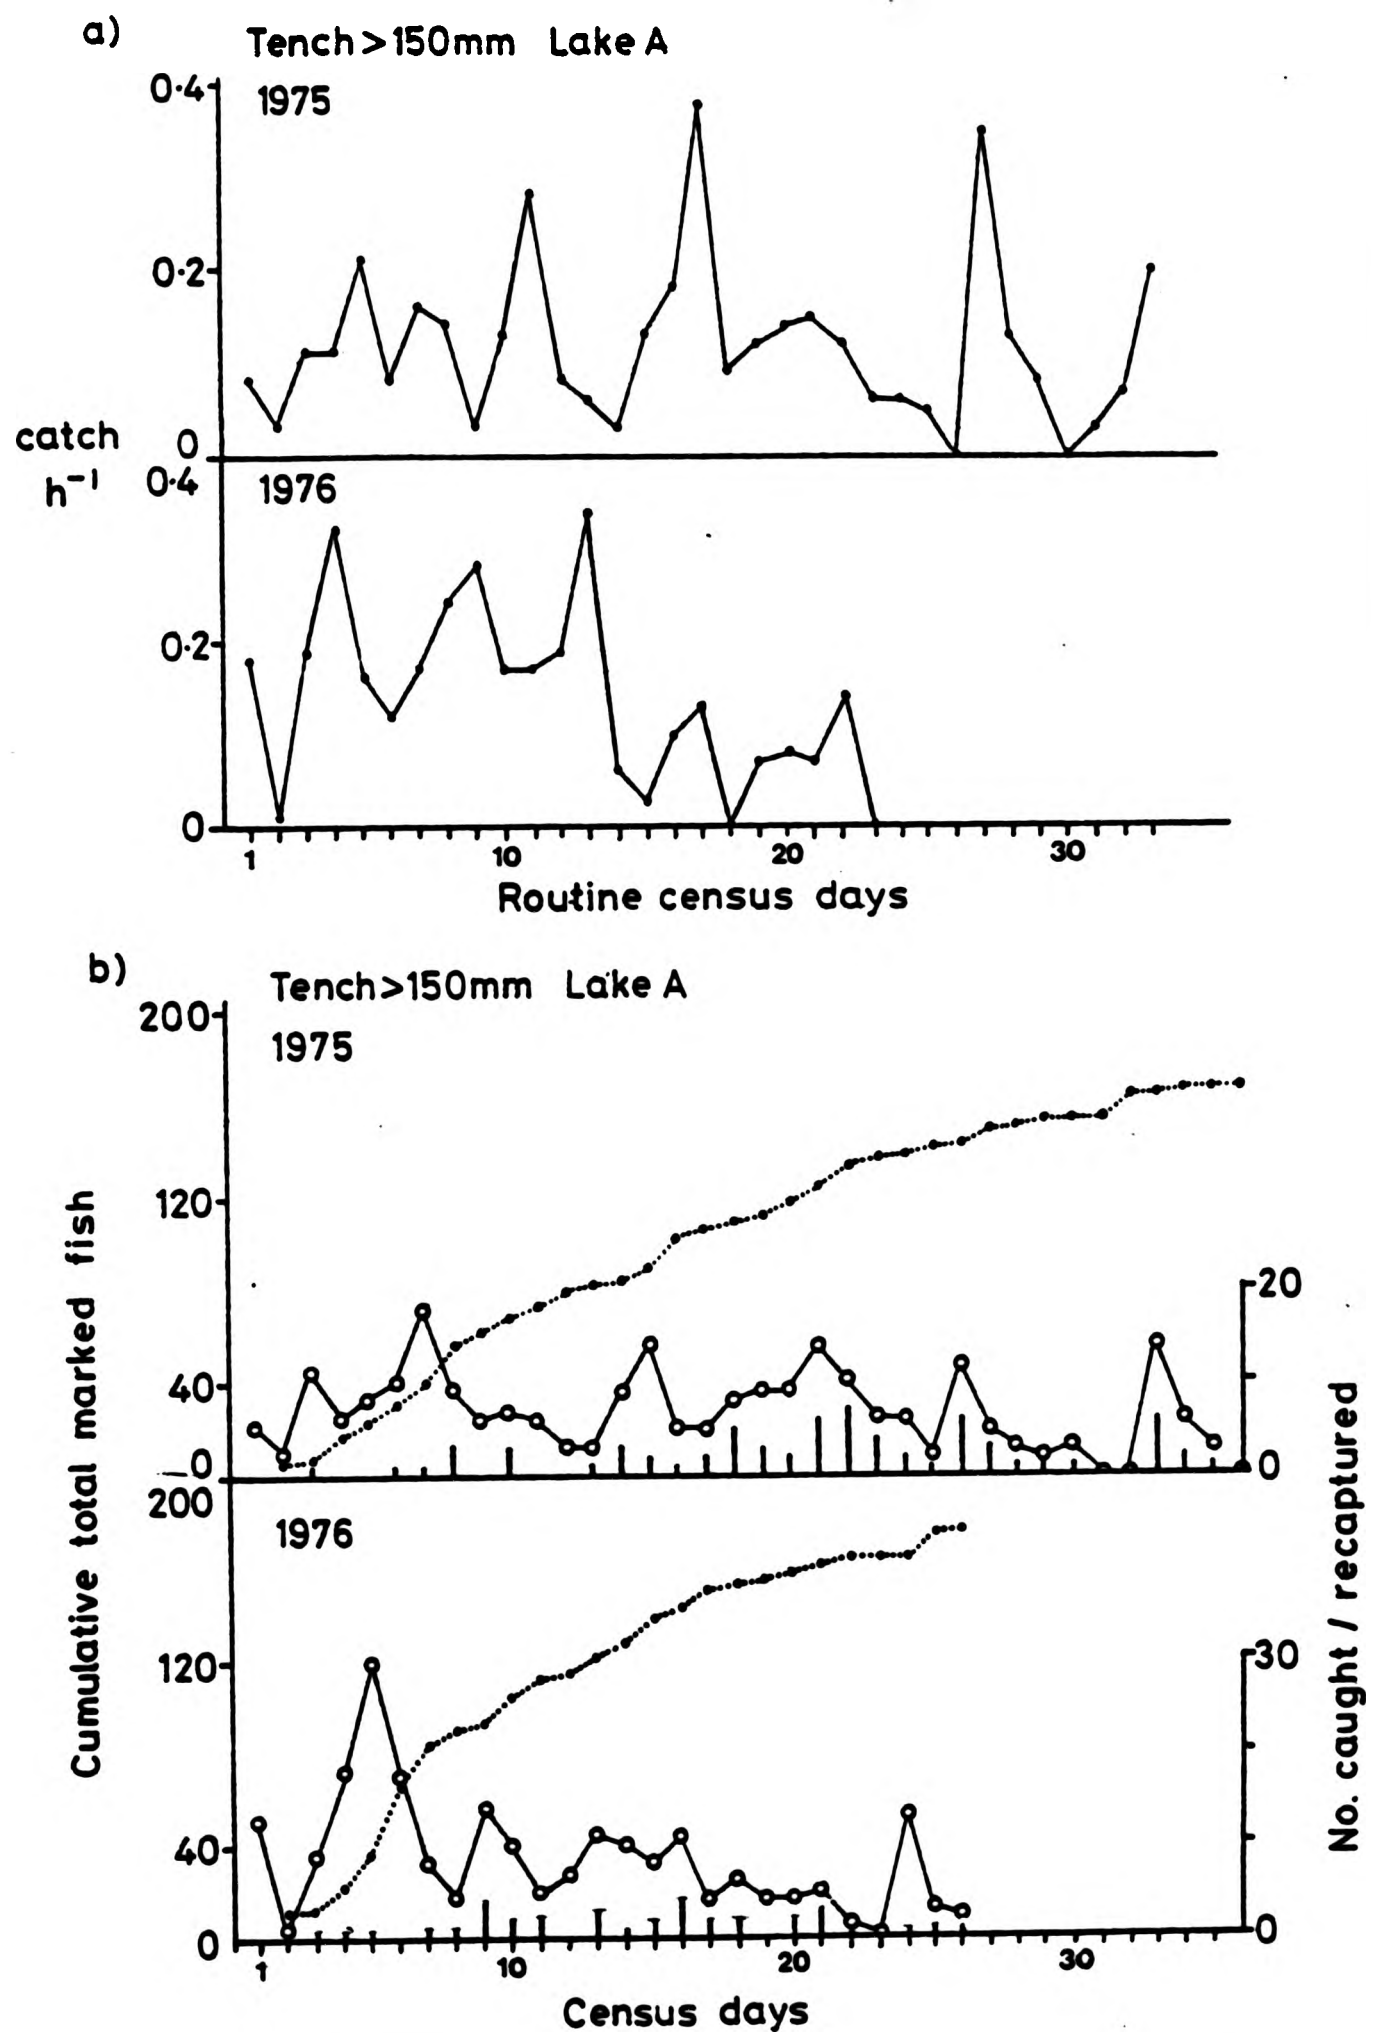 a)
Tench>150mm Lake A
0·4
1975
0·2
catch
h⁻¹
0
0·4
1976
0·2
0
1 10 20 30
Routine census days
b)
Tench>150mm Lake A
200
1975
120
40
0
20
0
200
1976
120
40
0
30
0
Cumulative total marked fish
No. caught / recaptured
1 10 20 30
Census days